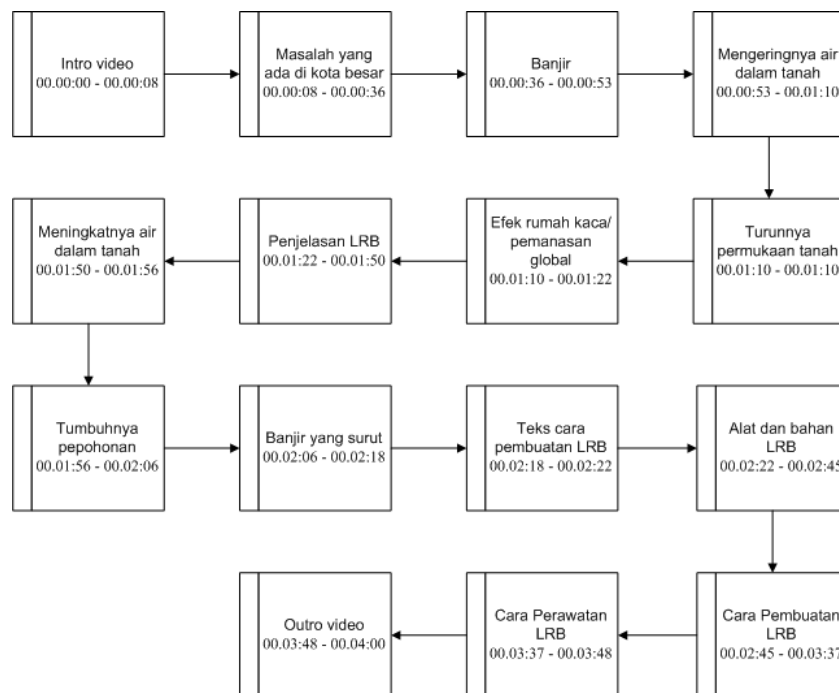 Intro video
00.00:00 - 00.00:08
Masalah yang
ada di kota besar
00.00:08 - 00.00:36
Banjir
00.00:36 - 00.00:53
Mengeringnya air
dalam tanah
00.00:53 - 00.01:10
Turunnya
permukaan tanah
00.01:10 - 00.01:10
Efek rumah kaca/
pemanasan
global
00.01:10 - 00.01:22
Penjelasan LRB
00.01:22 - 00.01:50
Meningkatnya air
dalam tanah
00.01:50 - 00.01:56
Tumbuhnya
pepohonan
00.01:56 - 00.02:06
Banjir yang surut
00.02:06 - 00.02:18
Teks cara
pembuatan LRB
00.02:18 - 00.02:22
Alat dan bahan
LRB
00.02:22 - 00.02:45
Cara Pembuatan
LRB
00.02:45 - 00.03:37
Cara Perawatan
LRB
00.03:37 - 00.03:48
Outro video
00.03:48 - 00.04:00